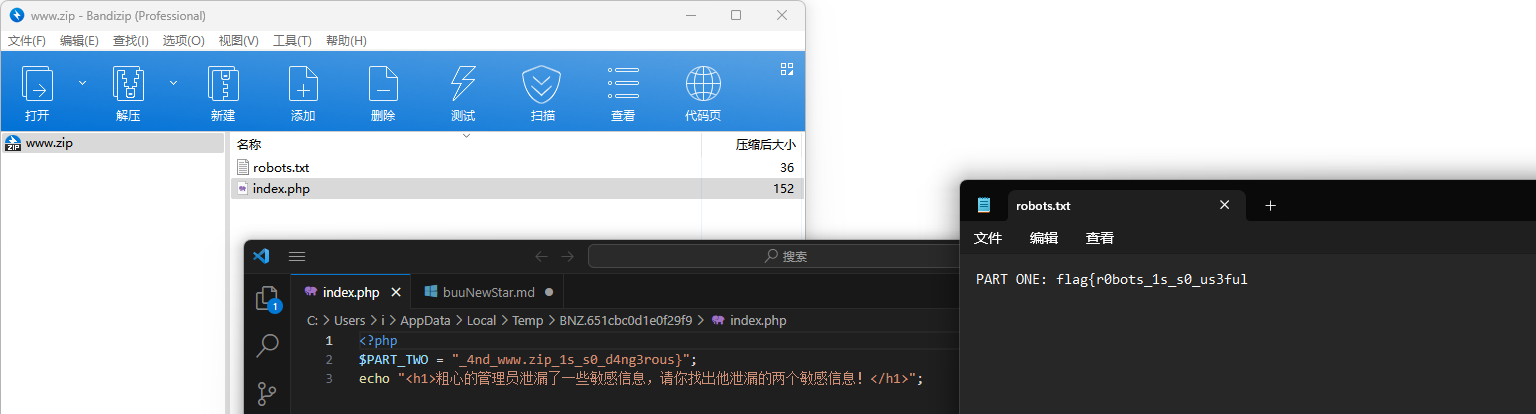 www.zip - Bandizip (Professional)
文件(F) 编辑(E) 查找(I) 选项(O) 视图(V) 工具(T) 帮助(H)
打开 解压 新建 添加 删除 测试 扫描 查看 代码页
www.zip
名称 压缩后大小
robots.txt 36
index.php 152
搜索
index.php buuNewStar.md
1
C: > Users > i > AppData > Local > Temp > BNZ.651cbc0d1e0f29f9 > index.php
1 <?php
2 $PART_TWO = "_4nd_www.zip_1s_s0_d4ng3rous}";
3 echo "<h1>粗心的管理员泄漏了一些敏感信息，请你找出他泄漏的两个敏感信息！</h1>";
robots.txt
文件 编辑 查看
PART ONE: flag{r0bots_1s_s0_us3ful